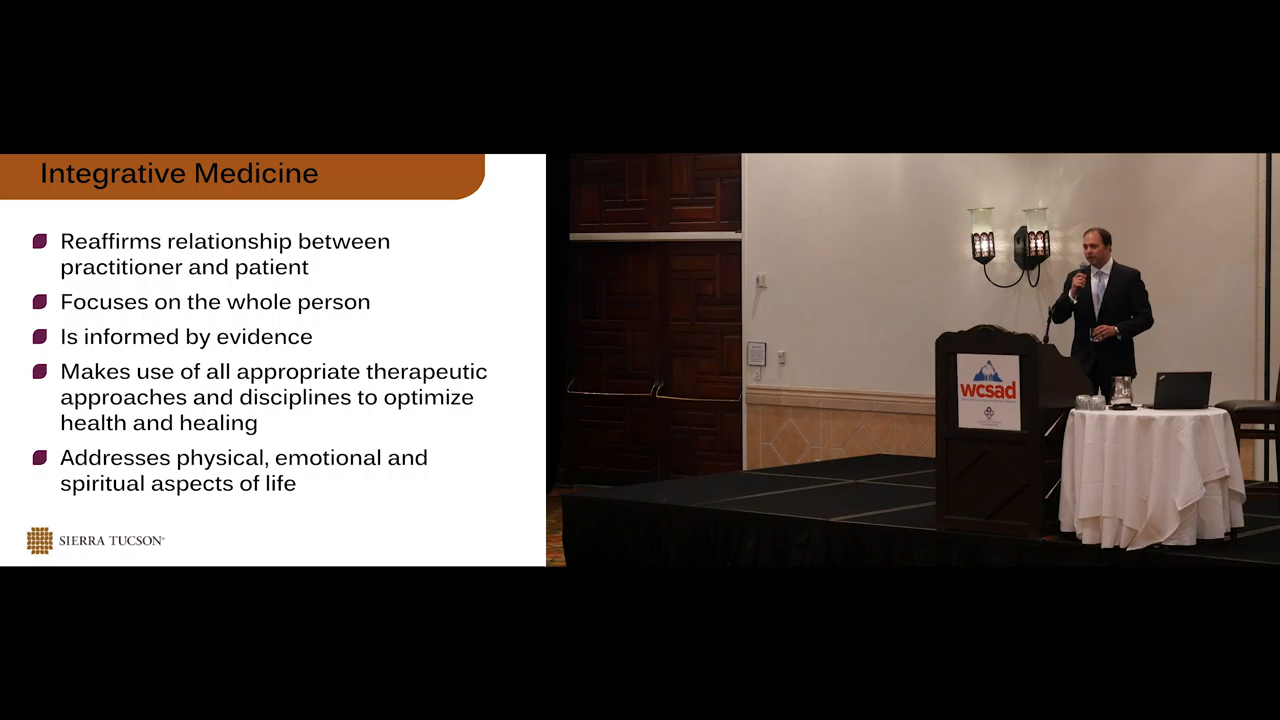 Integrative Medicine
Reaffirms relationship between
practitioner and patient
Focuses on the whole person
Is informed by evidence
Makes use of all appropriate therapeutic
approaches and disciplines to optimize
health and healing
Addresses physical, emotional and
spiritual aspects of life
SIERRA TUCSON
wcsad